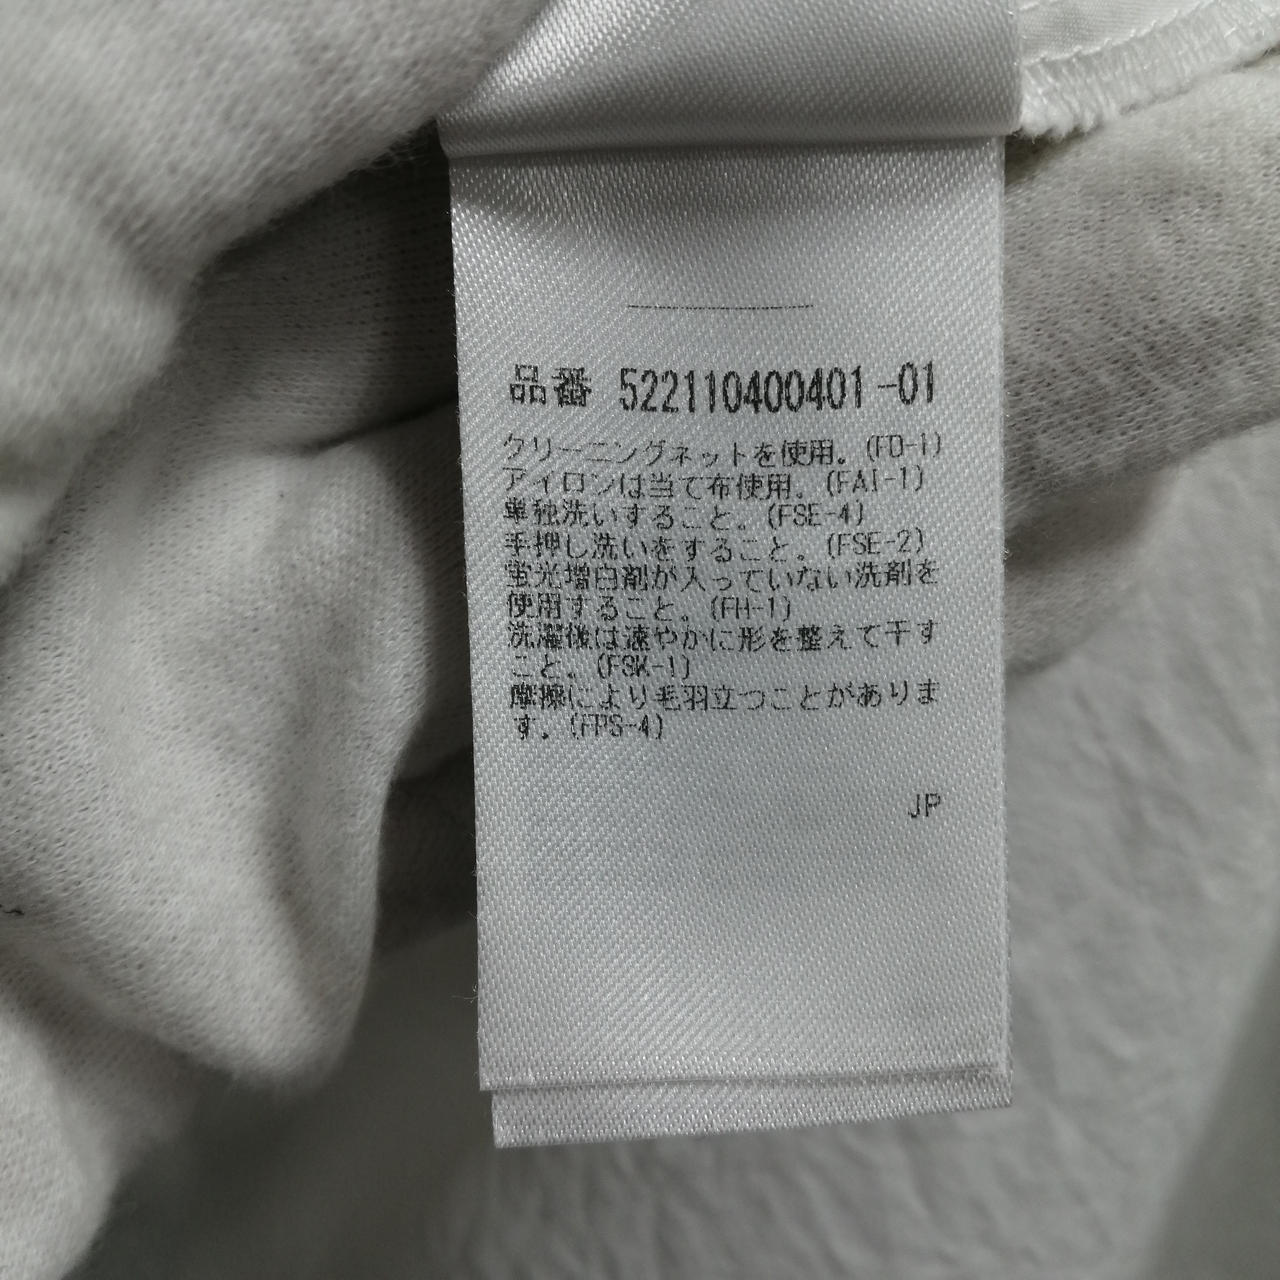 品番 522110400401-01
クリーニングネットを使用。(FD-1)
アイロンは当て布使用。(FAI-1)
単独洗いすること。(FSE-4)
手押し洗いをすること。(FSE-2)
蛍光増白剤が入っていない洗剤を
使用すること。(FH-1)
洗濯後は速やかに形を整えて干す
こと。(FSK-1)
摩擦により毛羽立つことがありま
す。(FPS-4)
JP